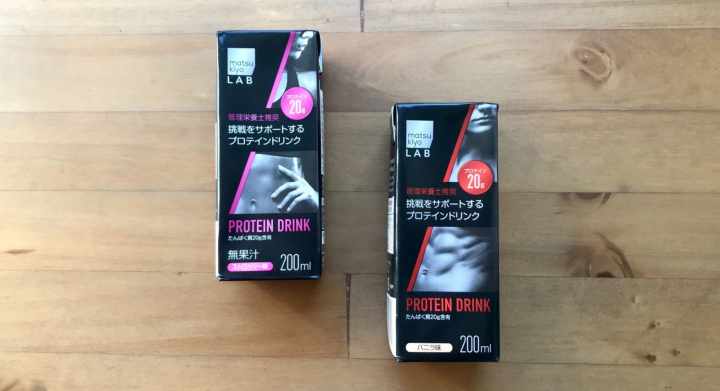 matsu
kiyo
LAB
プロテイン
20g
管理栄養士推奨
挑戦をサポートする
プロテインドリンク
PROTEIN DRINK
たんぱく質20g含有
無果汁
200ml
matsu
kiyo
LAB
プロテイン
20g
管理栄養士推奨
挑戦をサポートする
プロテインドリンク
PROTEIN DRINK
たんぱく質20g含有
バニラ味
200ml